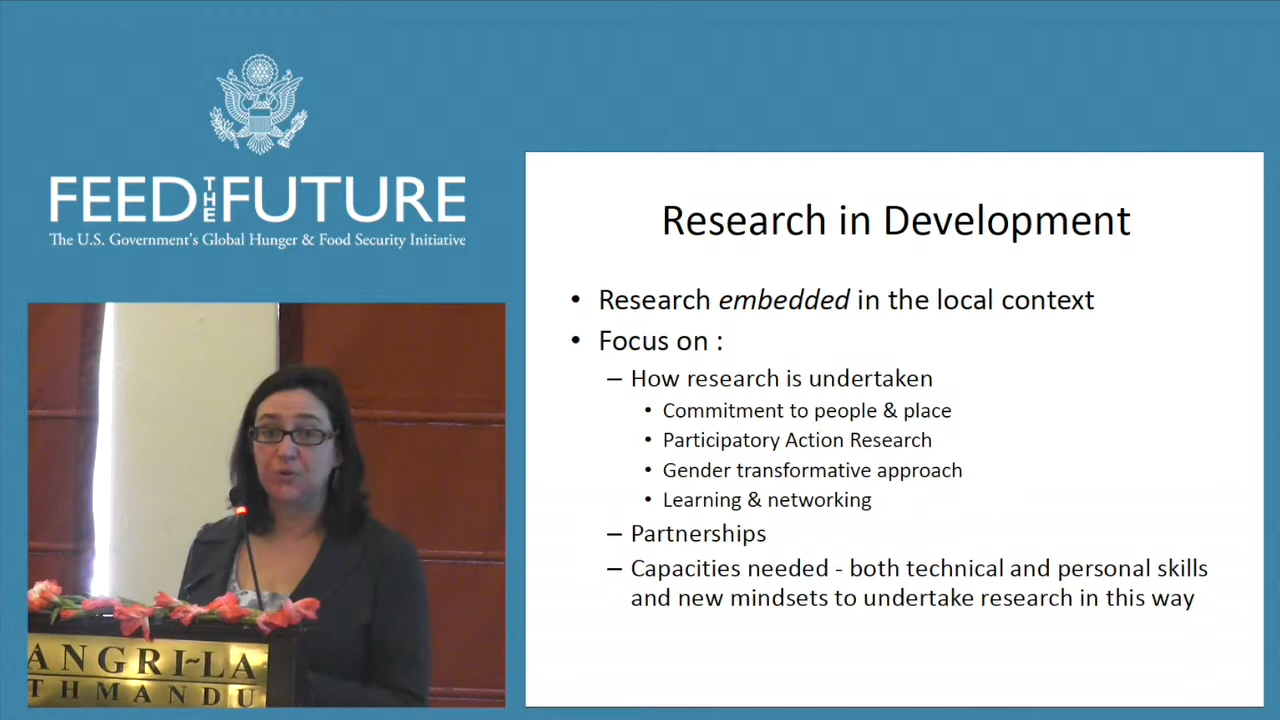 FEED THE FUTURE
The U.S. Government's Global Hunger & Food Security Initiative
Research in Development
• Research embedded in the local context
• Focus on :
– How research is undertaken
• Commitment to people & place
• Participatory Action Research
• Gender transformative approach
• Learning & networking
– Partnerships
– Capacities needed - both technical and personal skills
and new mindsets to undertake research in this way
ANGRI~LA
THMANDU